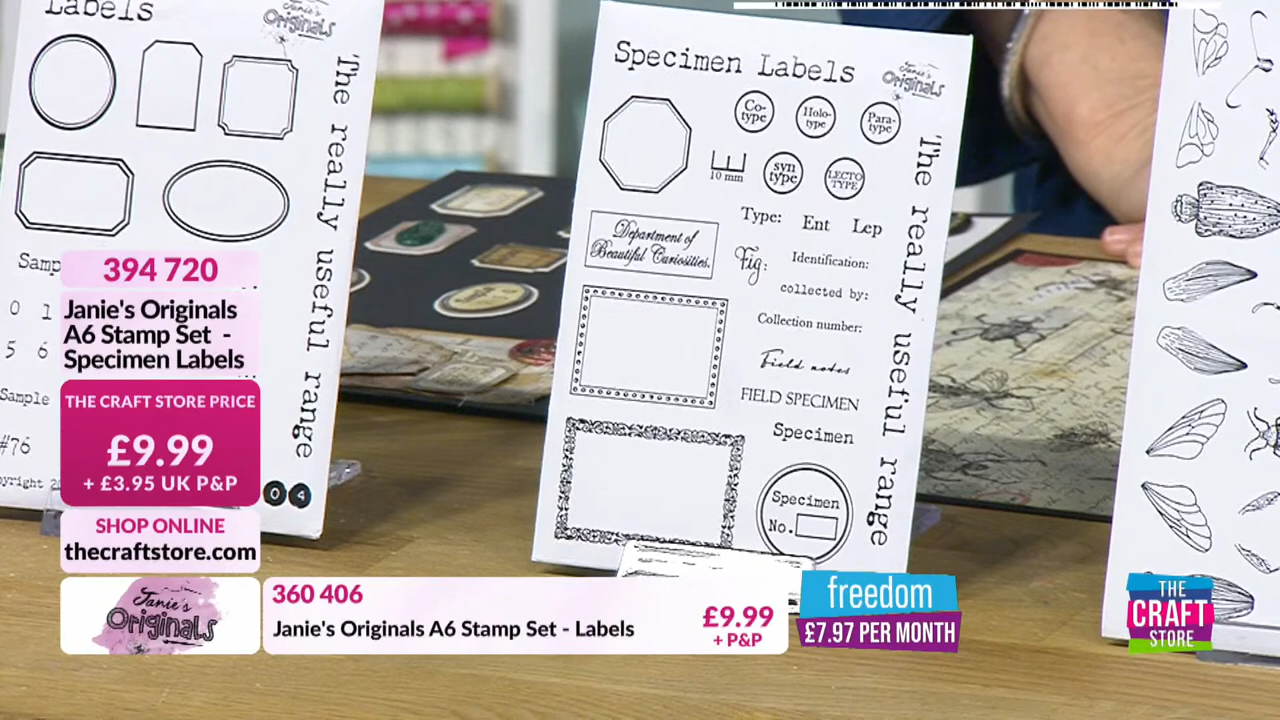 Labels
Janie's
Originals
The really useful range
0 1
5 6
Sample
#76
04
Specimen Labels
Janie's
Originals
Co-
type
Holo-
type
Para-
type
10 mm
syn
type
LECTO
TYPE
Department of
Beautiful Curiosities.
Type: Ent Lep
Fig:
Identification:
collected by:
Collection number:
Field notes
FIELD SPECIMEN
Specimen
Specimen
No.
The really useful range
394 720
Janie's Originals
A6 Stamp Set -
Specimen Labels
THE CRAFT STORE PRICE
£9.99
+ £3.95 UK P&P
SHOP ONLINE
thecraftstore.com
Janie's
Originals
360 406
Janie's Originals A6 Stamp Set - Labels
£9.99
+ P&P
freedom
£7.97 PER MONTH
THE
CRAFT
STORE